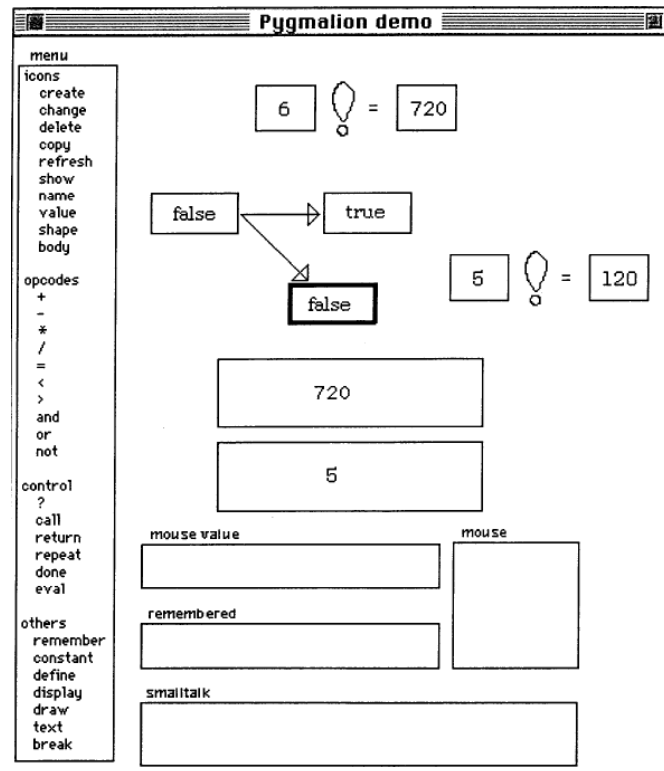 Pygmalion demo
menu
icons
create
change
delete
copy
refresh
show
name
value
shape
body
opcodes
+
-
*
/
=
<
>
and
or
not
control
?
call
return
repeat
done
eval
others
remember
constant
define
display
draw
text
break
6 ! = 720
false
true
false
5 ! = 120
720
5
mouse value
mouse
remembered
smalltalk